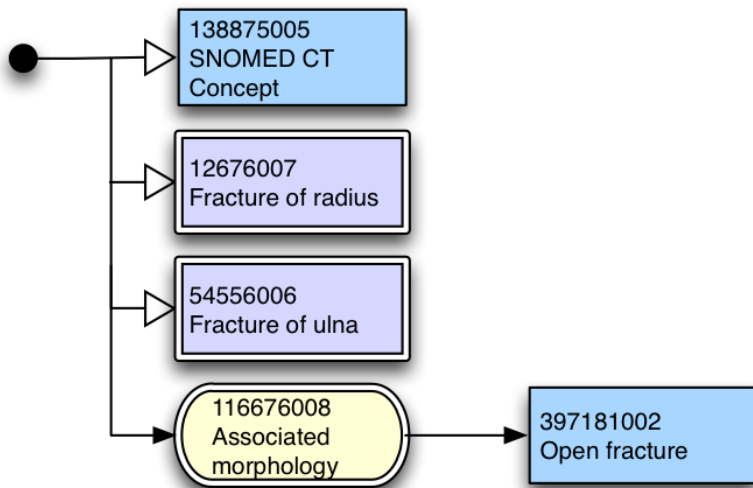 138875005
SNOMED CT
Concept
12676007
Fracture of radius
54556006
Fracture of ulna
116676008
Associated
morphology
397181002
Open fracture